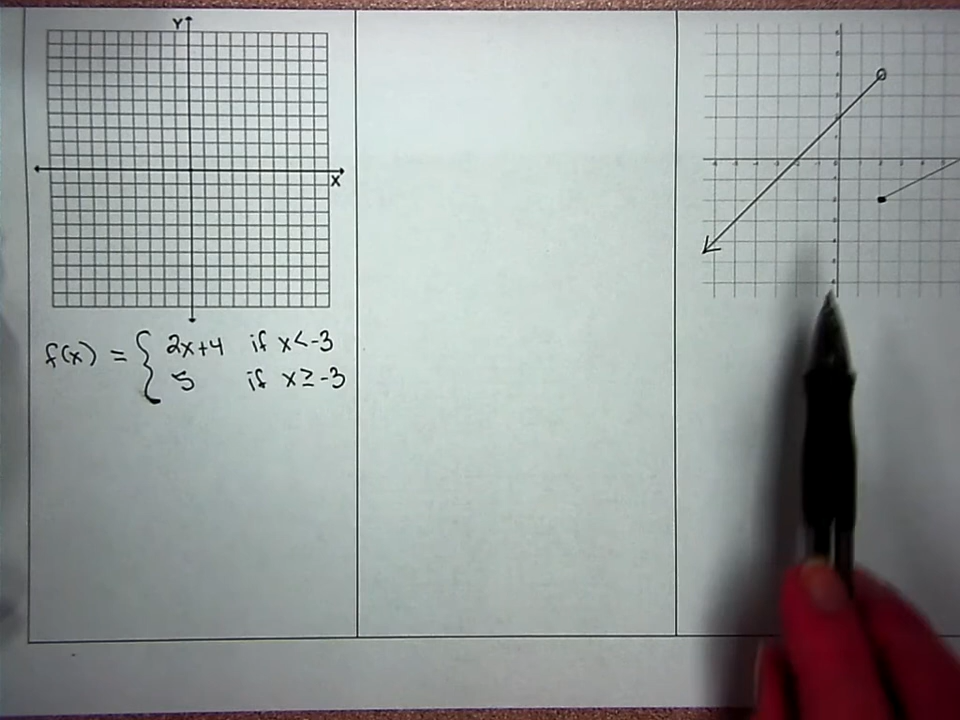 Y
X
f(x) = { 2x+4 if x<-3
5 if x≥-3